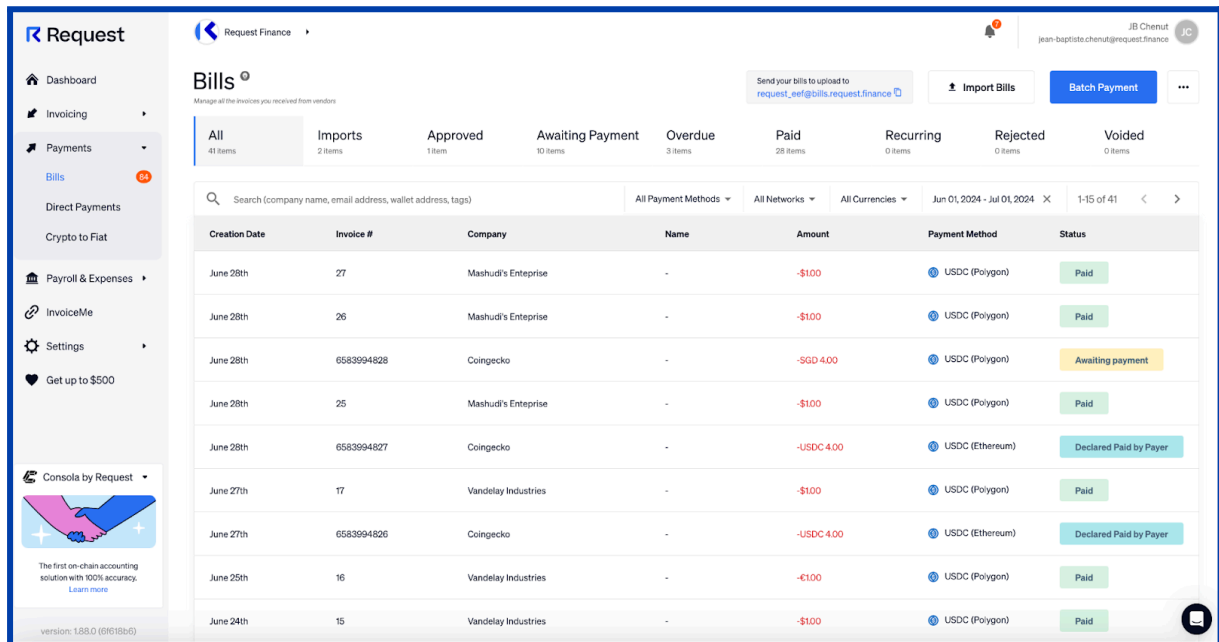 Request
Request Finance
7
JB Chenut
jean-baptiste.chenut@request.finance
JC
Dashboard
Invoicing
Payments
Bills
84
Direct Payments
Crypto to Fiat
Payroll & Expenses
InvoiceMe
Settings
Get up to $500
Consola by Request
The first on-chain accounting
solution with 100% accuracy.
Learn more
version: 1.88.0 (6f618b6)
Bills
Manage all the invoices you received from vendors
Send your bills to upload to
request_eef@bills.request.finance
Import Bills
Batch Payment
All
41 items
Imports
2 items
Approved
1 item
Awaiting Payment
10 items
Overdue
3 items
Paid
28 items
Recurring
0 items
Rejected
0 items
Voided
0 items
Search (company name, email address, wallet address, tags)
All Payment Methods
All Networks
All Currencies
Jun 01, 2024 - Jul 01, 2024
1-15 of 41
Creation Date Invoice # Company Name Amount Payment Method Status
June 28th 27 Mashudi's Enteprise - -$1.00 USDC (Polygon) Paid
June 28th 26 Mashudi's Enteprise - -$1.00 USDC (Polygon) Paid
June 28th 6583994828 Coingecko - -SGD 4.00 USDC (Polygon) Awaiting payment
June 28th 25 Mashudi's Enteprise - -$1.00 USDC (Polygon) Paid
June 28th 6583994827 Coingecko - -USDC 4.00 USDC (Ethereum) Declared Paid by Payer
June 27th 17 Vandelay Industries - -$1.00 USDC (Polygon) Paid
June 27th 6583994826 Coingecko - -USDC 4.00 USDC (Ethereum) Declared Paid by Payer
June 25th 16 Vandelay Industries - -€1.00 USDC (Polygon) Paid
June 24th 15 Vandelay Industries - -$1.00 USDC (Polygon) Paid